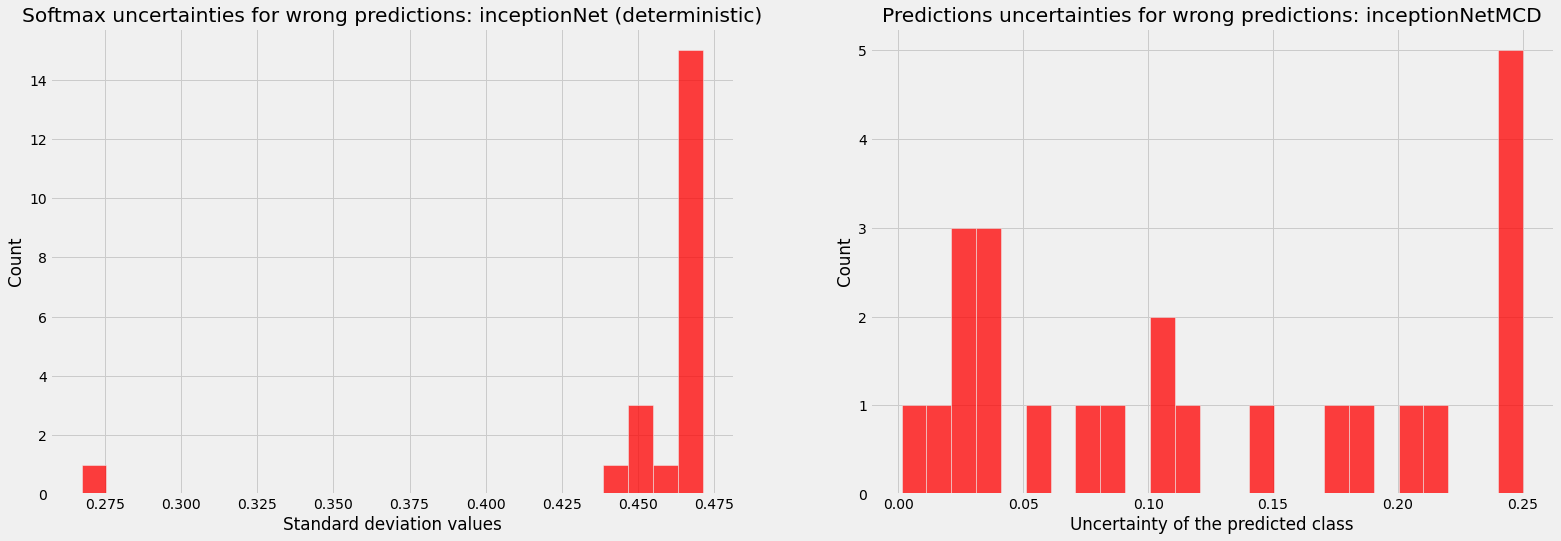 Softmax uncertainties for wrong predictions: inceptionNet (deterministic)
14
12
10
8
6
4
2
0
Count
0.275 0.300 0.325 0.350 0.375 0.400 0.425 0.450 0.475
Standard deviation values
Predictions uncertainties for wrong predictions: inceptionNetMCD
5
4
3
2
1
0
Count
0.00 0.05 0.10 0.15 0.20 0.25
Uncertainty of the predicted class